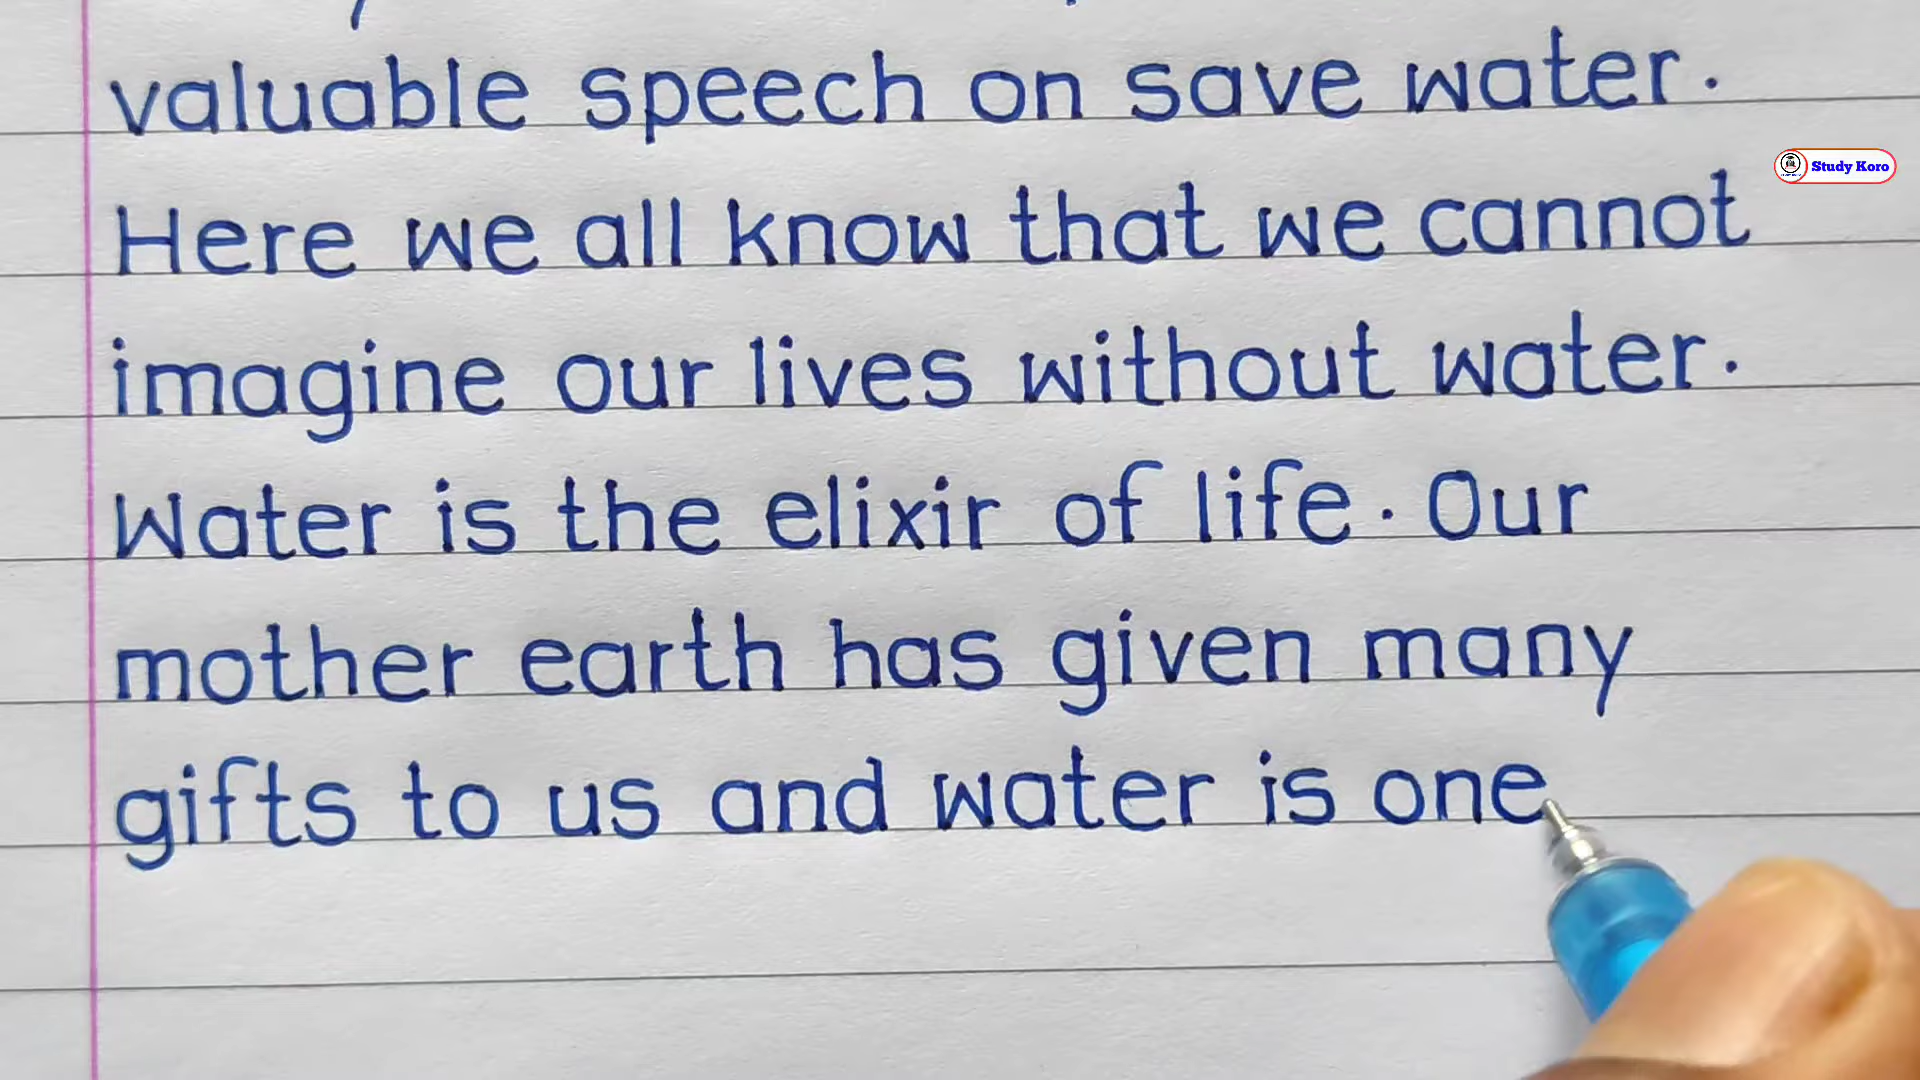 valuable speech on save water.
Study Koro
Here we all know that we cannot
imagine our lives without water.
Water is the elixir of life. Our
mother earth has given many
gifts to us and water is one